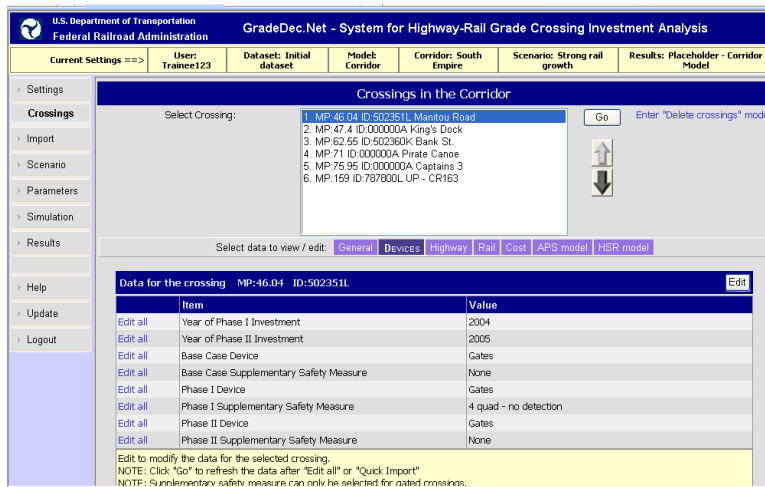 U.S. Department of Transportation
Federal Railroad Administration
GradeDec.Net - System for Highway-Rail Grade Crossing Investment Analysis
Current Settings ==>
User: Trainee123
Dataset: Initial dataset
Model: Corridor
Corridor: South Empire
Scenario: Strong rail growth
Results: Placeholder - Corridor Model
Settings
Crossings
Import
Scenario
Parameters
Simulation
Results
Help
Update
Logout
Crossings in the Corridor
Select Crossing:
1. MP:46.04 ID:502351L Manitou Road
2. MP:47.4 ID:000000A King's Dock
3. MP:62.55 ID:502360K Bank St.
4. MP:71 ID:000000A Pirate Canoe
5. MP:75.95 ID:000000A Captains 3
6. MP:159 ID:787800L UP - CR163
Go
Enter "Delete crossings" mode
Select data to view / edit: General Devices Highway Rail Cost APS model HSR model
Data for the crossing MP:46.04 ID:502351L Edit
Item Value
Edit all Year of Phase I Investment 2004
Edit all Year of Phase II Investment 2005
Edit all Base Case Device Gates
Edit all Base Case Supplementary Safety Measure None
Edit all Phase I Device Gates
Edit all Phase I Supplementary Safety Measure 4 quad - no detection
Edit all Phase II Device Gates
Edit all Phase II Supplementary Safety Measure None
Edit to modify the data for the selected crossing.
NOTE: Click "Go" to refresh the data after "Edit all" or "Quick Import"
NOTE: Supplementary safety measure can only be selected for gated crossings.